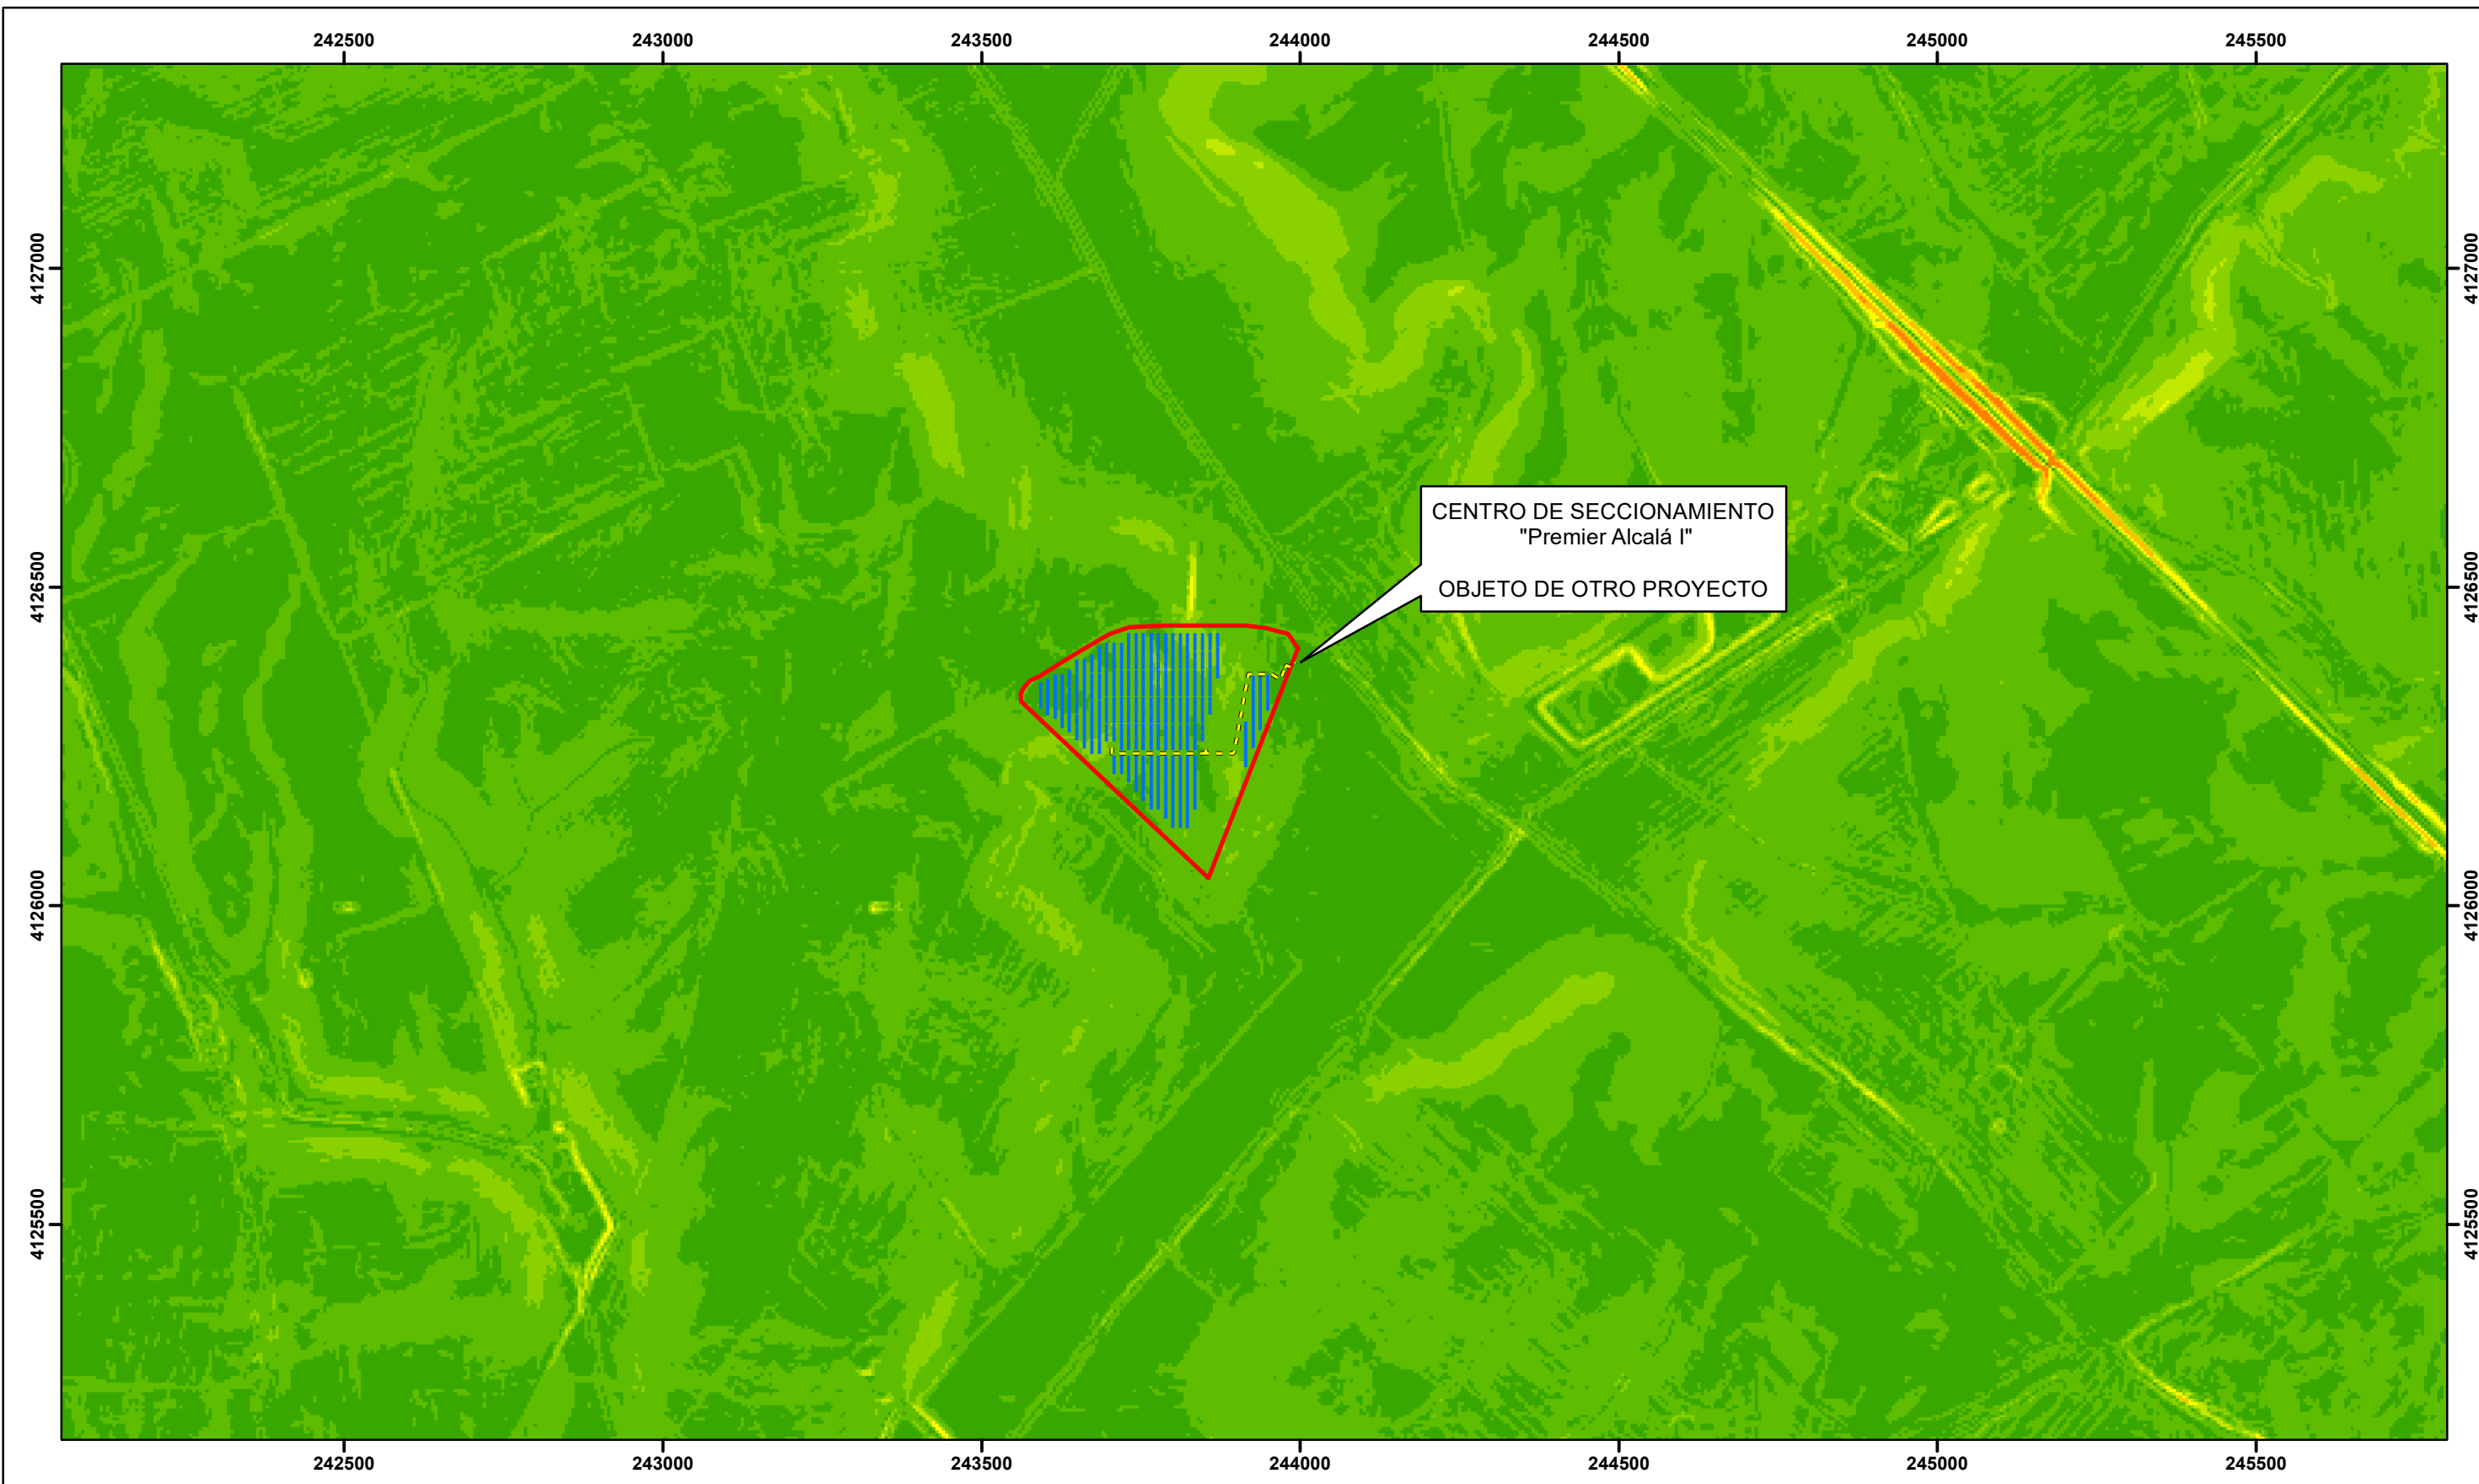 242500 243000 243500 244000 244500 245000 245500
4127000 4127000
CENTRO DE SECCIONAMIENTO
"Premier Alcalá I"
OBJETO DE OTRO PROYECTO
4126500 4126500
4126000 4126000
4125500 4125500
242500 243000 243500 244000 244500 245000 245500